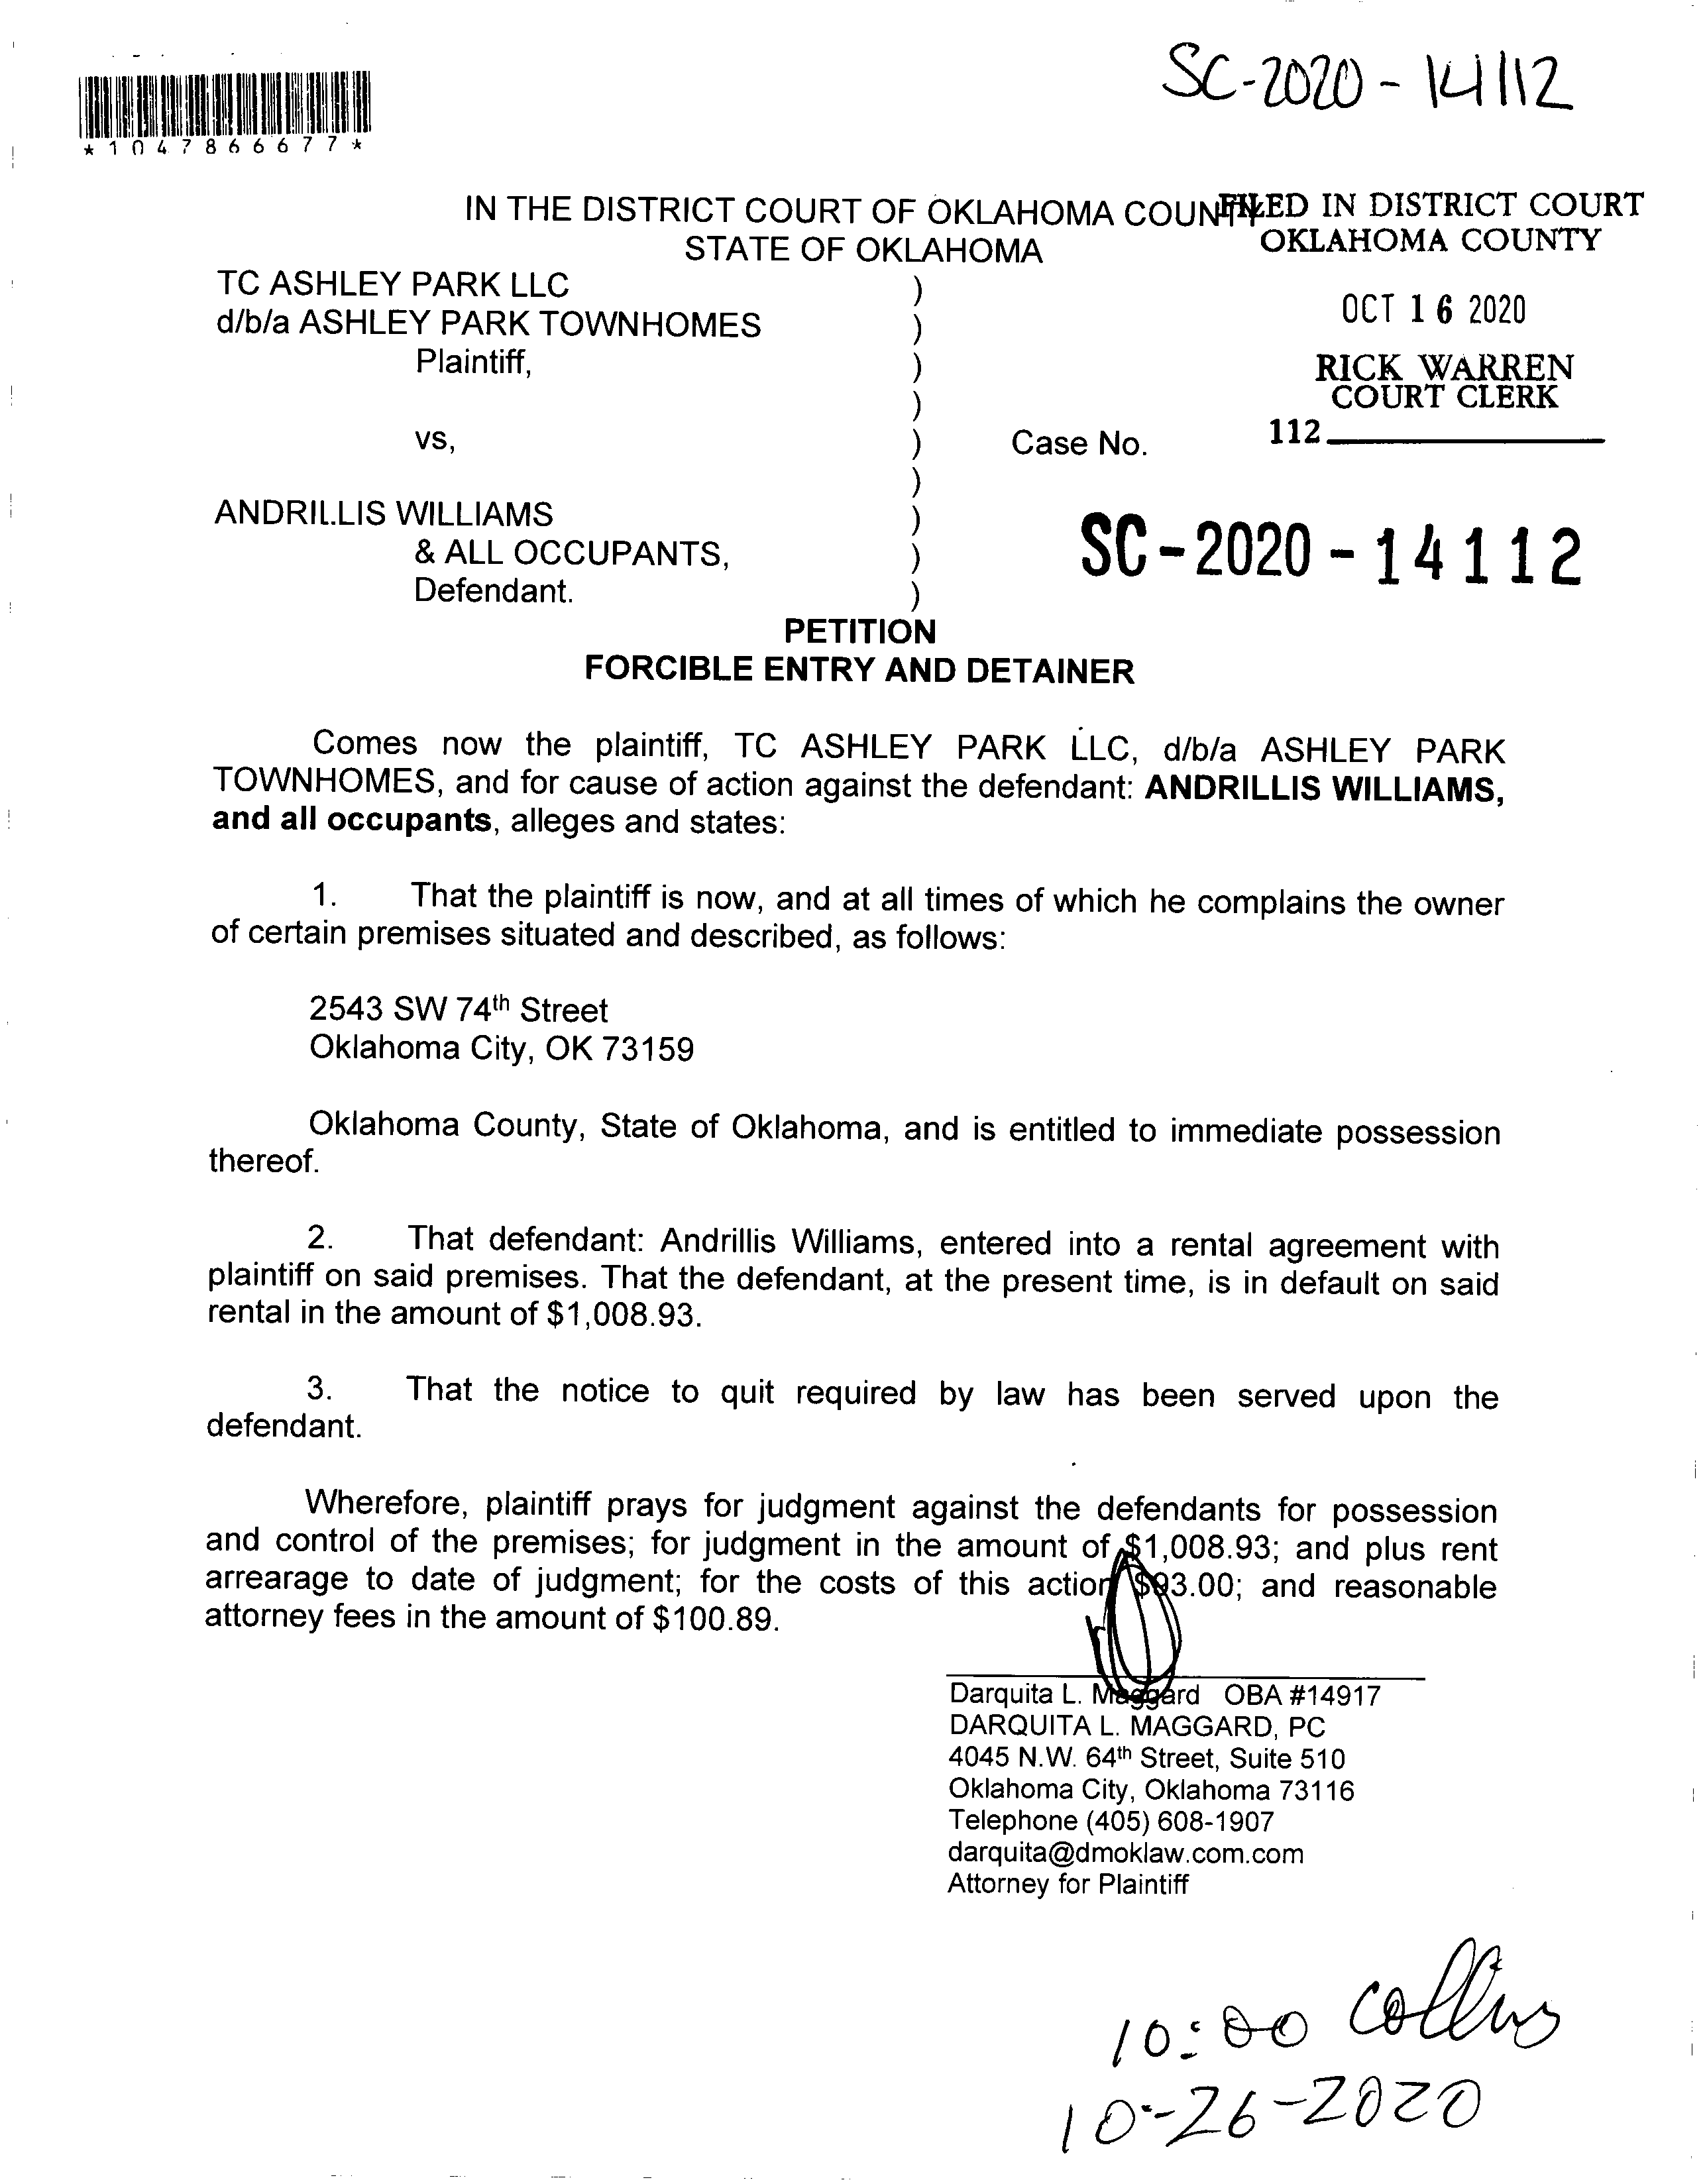 SC-2020-14112
*1047866677*
IN THE DISTRICT COURT OF OKLAHOMA COUNTY
STATE OF OKLAHOMA
FILED IN DISTRICT COURT
OKLAHOMA COUNTY
OCT 16 2020
RICK WARREN
COURT CLERK
112
TC ASHLEY PARK LLC )
d/b/a ASHLEY PARK TOWNHOMES )
Plaintiff, )
)
vs, ) Case No.
)
ANDRILLIS WILLIAMS )
& ALL OCCUPANTS, )
Defendant. )
SC-2020-14112
PETITION
FORCIBLE ENTRY AND DETAINER
Comes now the plaintiff, TC ASHLEY PARK LLC, d/b/a ASHLEY PARK
TOWNHOMES, and for cause of action against the defendant: ANDRILLIS WILLIAMS,
and all occupants, alleges and states:
1. That the plaintiff is now, and at all times of which he complains the owner
of certain premises situated and described, as follows:
2543 SW 74th Street
Oklahoma City, OK 73159
Oklahoma County, State of Oklahoma, and is entitled to immediate possession
thereof.
2. That defendant: Andrillis Williams, entered into a rental agreement with
plaintiff on said premises. That the defendant, at the present time, is in default on said
rental in the amount of $1,008.93.
3. That the notice to quit required by law has been served upon the
defendant.
Wherefore, plaintiff prays for judgment against the defendants for possession
and control of the premises; for judgment in the amount of $1,008.93; and plus rent
arrearage to date of judgment; for the costs of this action $93.00; and reasonable
attorney fees in the amount of $100.89.
Darquita L. Maggard OBA #14917
DARQUITA L. MAGGARD, PC
4045 N.W. 64th Street, Suite 510
Oklahoma City, Oklahoma 73116
Telephone (405) 608-1907
darquita@dmoklaw.com.com
Attorney for Plaintiff
10:00 Collins
10-26-2020